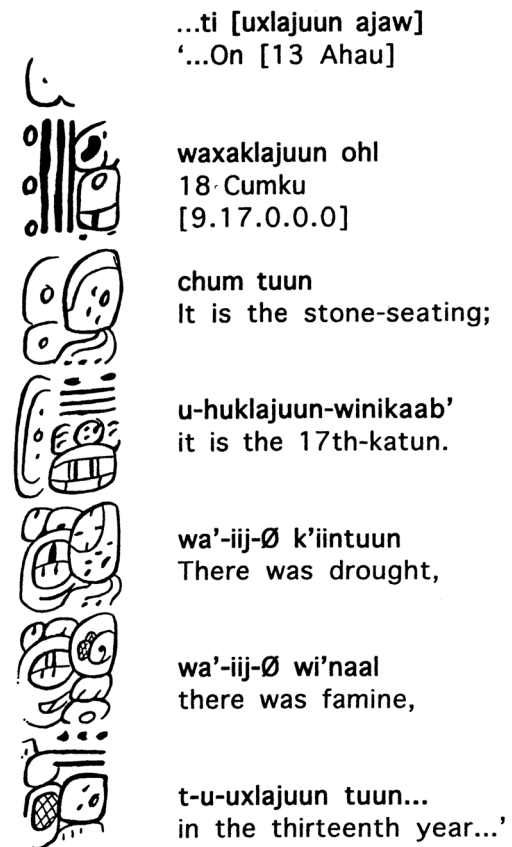 ...ti [uxlajuun ajaw]
‘...On [13 Ahau]
waxaklajuun ohl
18 Cumku
[9.17.0.0.0]
chum tuun
It is the stone-seating;
u-huklajuun-winikaab’
it is the 17th-katun.
wa’-iij-Ø k’iintuun
There was drought,
wa’-iij-Ø wi’naal
there was famine,
t-u-uxlajuun tuun...
in the thirteenth year...’